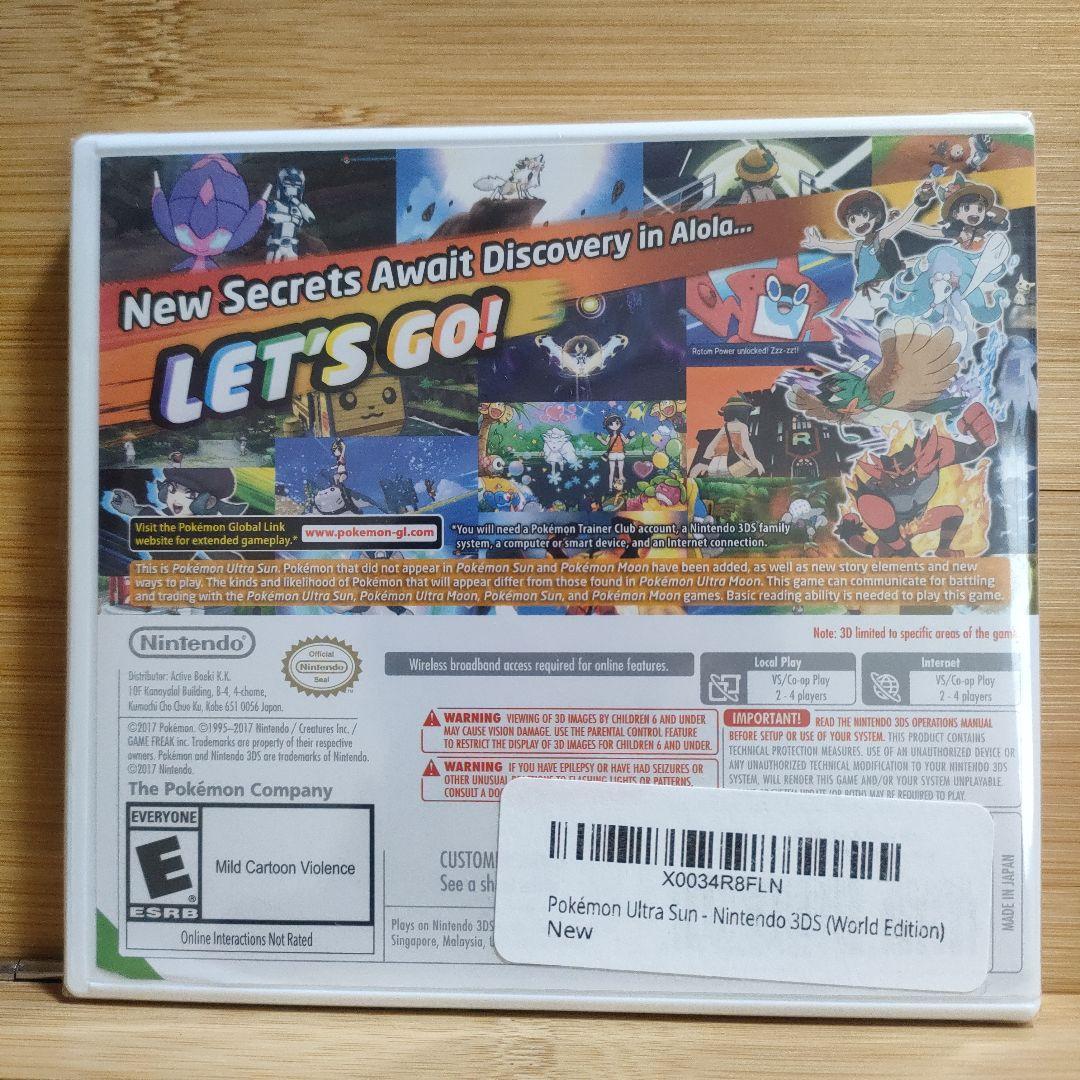 New Secrets Await Discovery in Alola...
LET'S GO!
Rotom Power unlocked! Zzz-zzt!
R
Visit the Pokémon Global Link
website for extended gameplay.*
www.pokemon-gl.com
*You will need a Pokémon Trainer Club account, a Nintendo 3DS family
system, a computer or smart device, and an Internet connection.
This is Pokémon Ultra Sun. Pokémon that did not appear in Pokémon Sun and Pokémon Moon have been added, as well as new story elements and new
ways to play. The kinds and likelihood of Pokémon that will appear differ from those found in Pokémon Ultra Moon. This game can communicate for battling
and trading with the Pokémon Ultra Sun, Pokémon Ultra Moon, Pokémon Sun, and Pokémon Moon games. Basic reading ability is needed to play this game.
Nintendo®
Official
Nintendo
Seal
™
Note: 3D limited to specific areas of the game
Wireless broadband access required for online features.
Local Play
VS/Co-op Play
2 - 4 players
Internet
VS/Co-op Play
2 - 4 players
Distributor: Active Boeki K.K.
10F Kanayalal Building, 8-4, 4-chome,
Kumochi Cho Chuo Ku, Kobe 651 0056 Japan.
©2017 Pokémon. ©1995–2017 Nintendo / Creatures Inc. /
GAME FREAK inc. Trademarks are property of their respective
owners. Pokémon and Nintendo 3DS are trademarks of Nintendo.
©2017 Nintendo.
The Pokémon Company
WARNING VIEWING OF 3D IMAGES BY CHILDREN 6 AND UNDER
MAY CAUSE VISION DAMAGE. USE THE PARENTAL CONTROL FEATURE
TO RESTRICT THE DISPLAY OF 3D IMAGES FOR CHILDREN 6 AND UNDER.
WARNING IF YOU HAVE EPILEPSY OR HAVE HAD SEIZURES OR
OTHER UNUSUAL REACTIONS TO FLASHING LIGHTS OR PATTERNS,
CONSULT A DO
IMPORTANT! READ THE NINTENDO 3DS OPERATIONS MANUAL
BEFORE SETUP OR USE OF YOUR SYSTEM. THIS PRODUCT CONTAINS
TECHNICAL PROTECTION MEASURES. USE OF AN UNAUTHORIZED DEVICE OR
ANY UNAUTHORIZED TECHNICAL MODIFICATION TO YOUR NINTENDO 3DS
SYSTEM, WILL RENDER THIS GAME AND/OR YOUR SYSTEM UNPLAYABLE.
SYSTEM UPDATE (OR BOTH) MAY BE REQUIRED TO PLAY.
EVERYONE
E
®
ESRB
Mild Cartoon Violence
Online Interactions Not Rated
CUSTOM
See a sh
Plays on Nintendo 3DS
Singapore, Malaysia,
X0034R8FLN
Pokémon Ultra Sun - Nintendo 3DS (World Edition)
New
MADE IN JAPAN